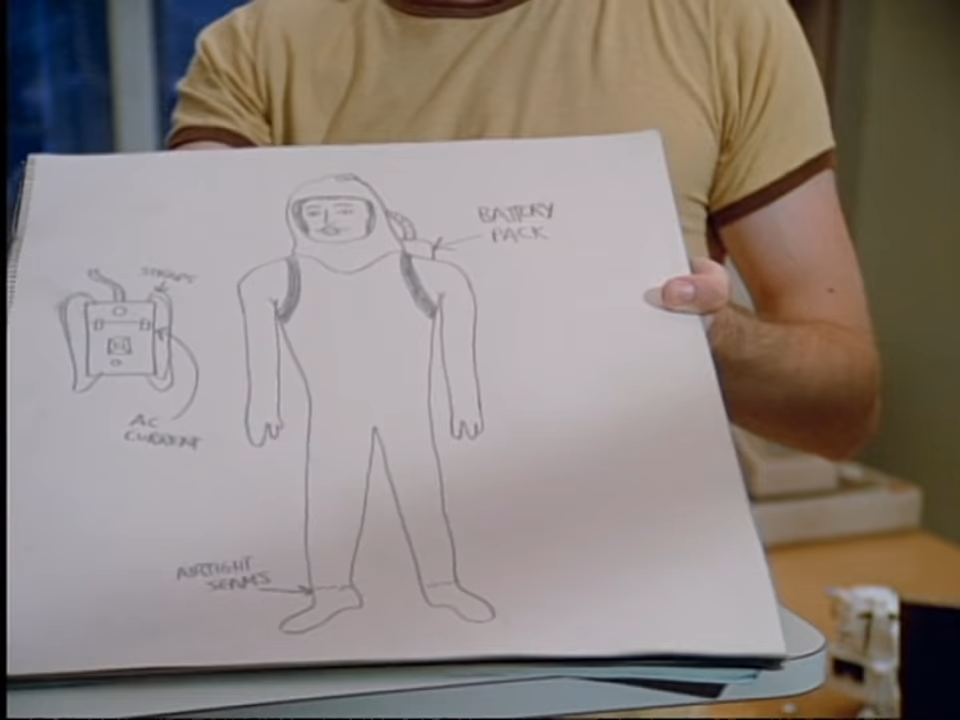 BATTERY
PACK
STRAPS
AC
CURRENT
AIRTIGHT
SEAMS